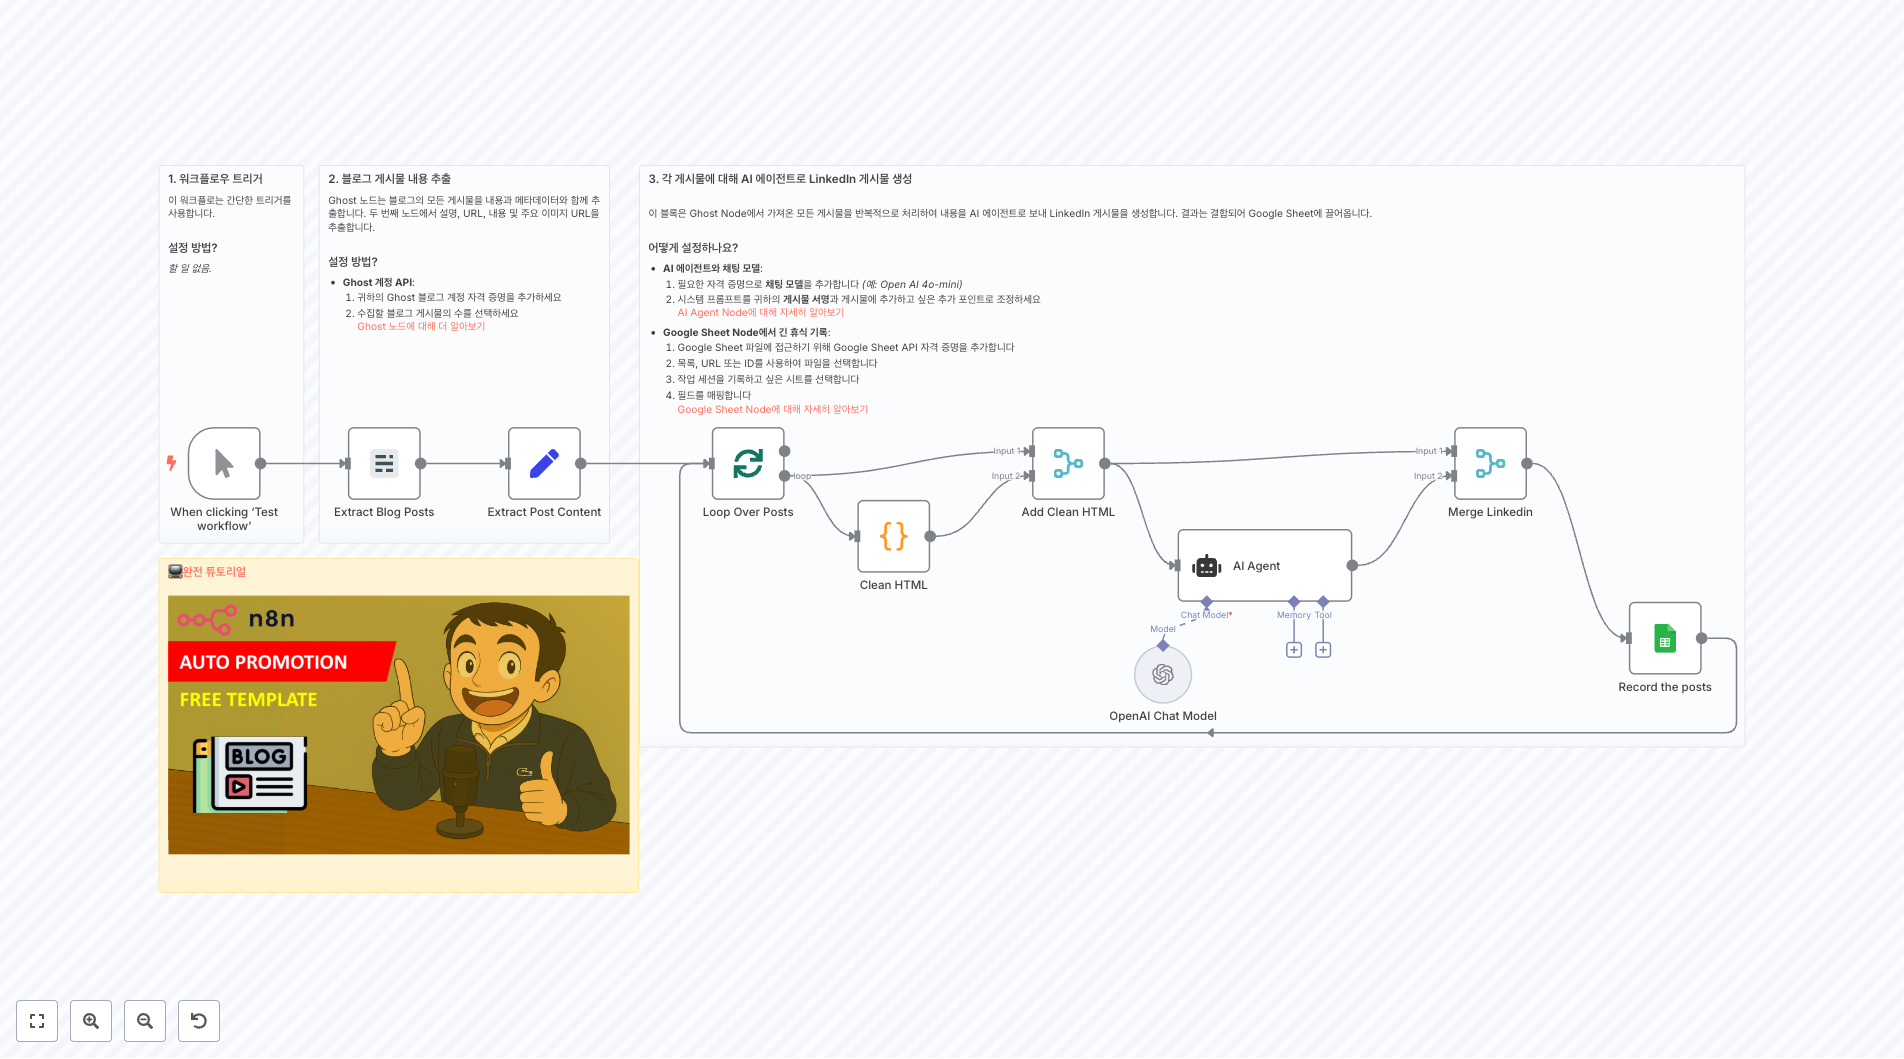 1. 워크플로우 트리거
이 워크플로는 간단한 트리거를
사용합니다.
설정 방법?
할 일 없음.
2. 블로그 게시물 내용 추출
Ghost 노드는 블로그의 모든 게시물을 내용과 메타데이터와 함께 추
출합니다. 두 번째 노드에서 설명, URL, 내용 및 주요 이미지 URL을
추출합니다.
설정 방법?
• Ghost 계정 API:
1. 귀하의 Ghost 블로그 계정 자격 증명을 추가하세요
2. 수집할 블로그 게시물의 수를 선택하세요
Ghost 노드에 대해 더 알아보기
3. 각 게시물에 대해 AI 에이전트로 LinkedIn 게시물 생성
이 블록은 Ghost Node에서 가져온 모든 게시물을 반복적으로 처리하여 내용을 AI 에이전트로 보내 LinkedIn 게시물을 생성합니다. 결과는 결합되어 Google Sheet에 끌어옵니다.
어떻게 설정하나요?
• AI 에이전트와 채팅 모델:
1. 필요한 자격 증명으로 채팅 모델을 추가합니다 (예: Open AI 4o-mini)
2. 시스템 프롬프트를 귀하의 게시물 서명과 게시물에 추가하고 싶은 추가 포인트로 조정하세요
AI Agent Node에 대해 자세히 알아보기
• Google Sheet Node에서 긴 휴식 기록:
1. Google Sheet 파일에 접근하기 위해 Google Sheet API 자격 증명을 추가합니다
2. 목록, URL 또는 ID를 사용하여 파일을 선택합니다
3. 작업 세션을 기록하고 싶은 시트를 선택합니다
4. 필드를 매핑합니다
Google Sheet Node에 대해 자세히 알아보기
When clicking ‘Test
workflow’
Extract Blog Posts
Extract Post Content
Loop Over Posts
loop
Clean HTML
Input 1
Input 2
Add Clean HTML
AI Agent
Chat Model*
Memory
Tool
Model
OpenAI Chat Model
Input 1
Input 2
Merge Linkedin
Record the posts
완전 튜토리얼
n8n
AUTO PROMOTION
FREE TEMPLATE
BLOG